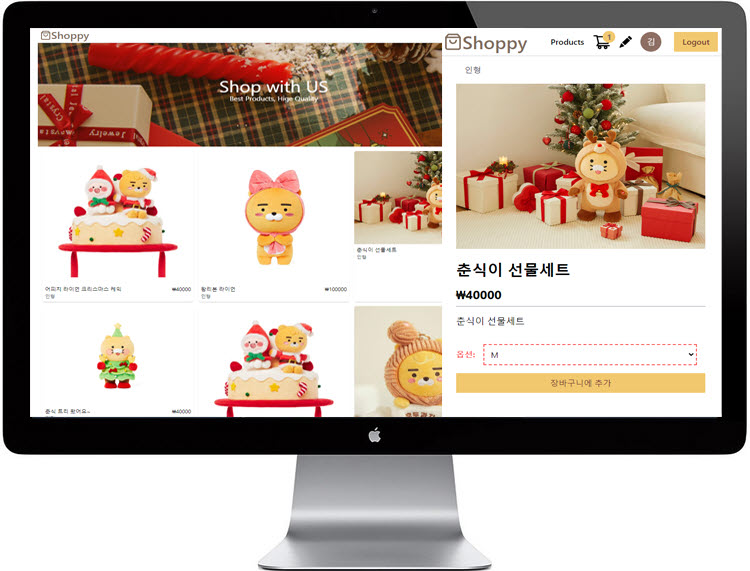 Shoppy
Shop with US
Best Products, Hige Quality
어피치 라이언 크리스마스 케익
₩40000
인형
왕리본 라이언
₩100000
인형
춘식이 선물세트
인형
춘식 트리 왔어요~
₩40000
Shoppy
Products
1
김
Logout
인형
춘식이 선물세트
₩40000
춘식이 선물세트
옵션:
M
장바구니에 추가